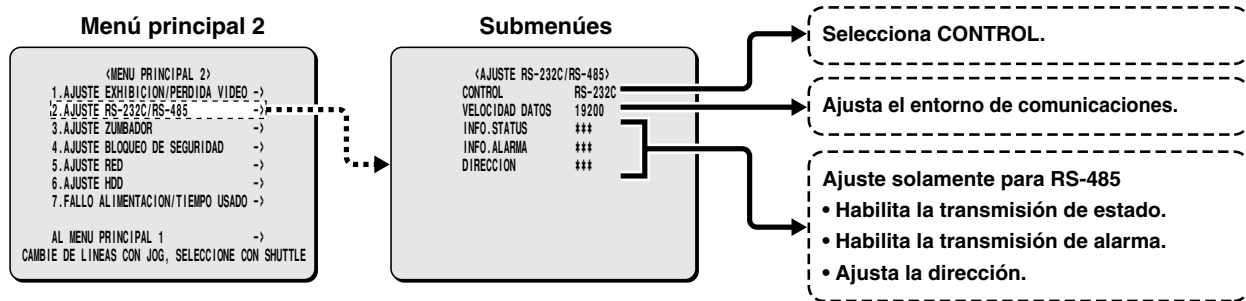 Menú principal 2
<MENU PRINCIPAL 2>
1.AJUSTE EXHIBICION/PERDIDA VIDEO ->
2.AJUSTE RS-232C/RS-485 ->
3.AJUSTE ZUMBADOR ->
4.AJUSTE BLOQUEO DE SEGURIDAD ->
5.AJUSTE RED ->
6.AJUSTE HDD ->
7.FALLO ALIMENTACION/TIEMPO USADO ->
AL MENU PRINCIPAL 1 ->
CAMBIE DE LINEAS CON JOG, SELECCIONE CON SHUTTLE
Submenúes
<AJUSTE RS-232C/RS-485>
CONTROL RS-232C
VELOCIDAD DATOS 19200
INFO.STATUS ***
INFO.ALARMA ***
DIRECCION ***
Selecciona CONTROL.
Ajusta el entorno de comunicaciones.
Ajuste solamente para RS-485
• Habilita la transmisión de estado.
• Habilita la transmisión de alarma.
• Ajusta la dirección.